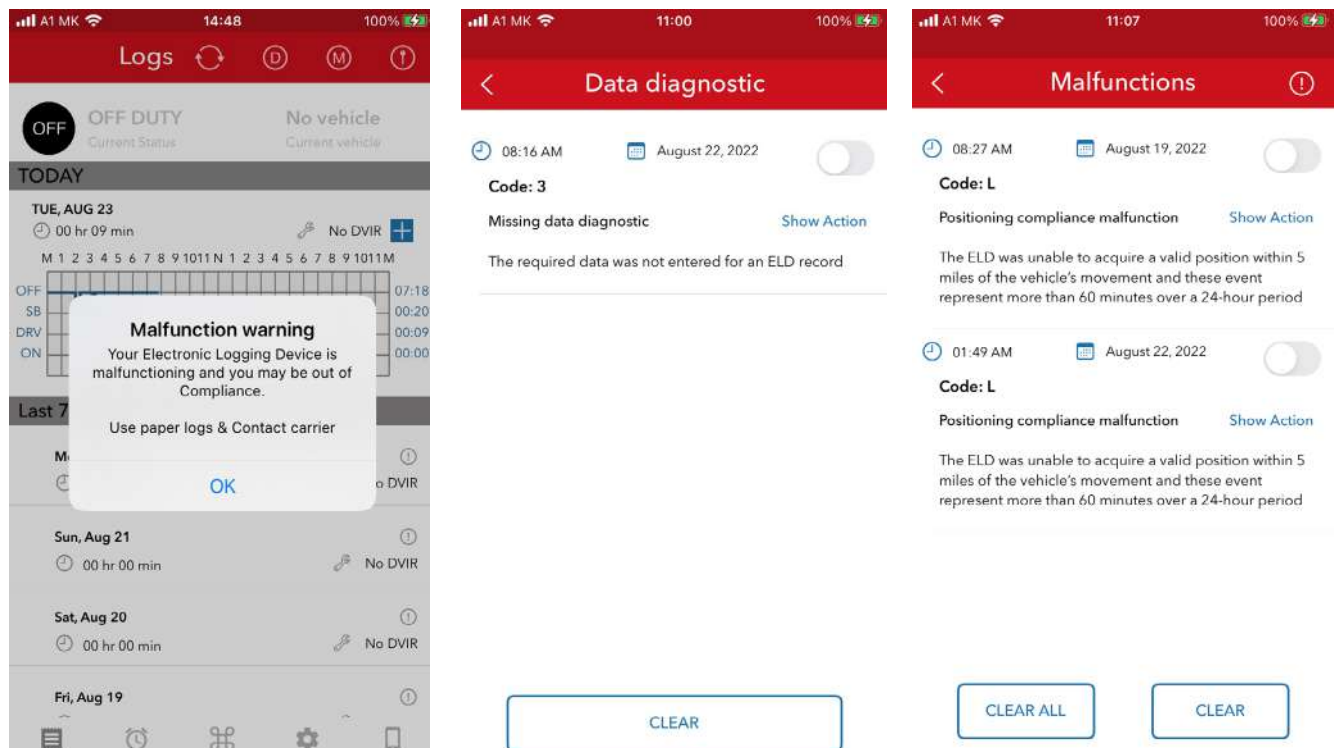 A1 MK 14:48 100%
Logs D M
OFF OFF DUTY No vehicle
Current Status Current vehicle
TODAY
TUE, AUG 23
00 hr 09 min No DVIR
M 1 2 3 4 5 6 7 8 9 1011 N 1 2 3 4 5 6 7 8 9 1011 M
OFF 07:18
SB 00:20
DRV 00:09
ON 00:00
Malfunction warning
Your Electronic Logging Device is
malfunctioning and you may be out of
Compliance.
Use paper logs & Contact carrier
OK
Last 7
DVIR
Sun, Aug 21
00 hr 00 min No DVIR
Sat, Aug 20
00 hr 00 min No DVIR
Fri, Aug 19
A1 MK 11:00 100%
Data diagnostic
08:16 AM August 22, 2022
Code: 3
Missing data diagnostic Show Action
The required data was not entered for an ELD record
CLEAR
A1 MK 11:07 100%
Malfunctions
08:27 AM August 19, 2022
Code: L
Positioning compliance malfunction Show Action
The ELD was unable to acquire a valid position within 5
miles of the vehicle's movement and these event
represent more than 60 minutes over a 24-hour period
01:49 AM August 22, 2022
Code: L
Positioning compliance malfunction Show Action
The ELD was unable to acquire a valid position within 5
miles of the vehicle's movement and these event
represent more than 60 minutes over a 24-hour period
CLEAR ALL CLEAR